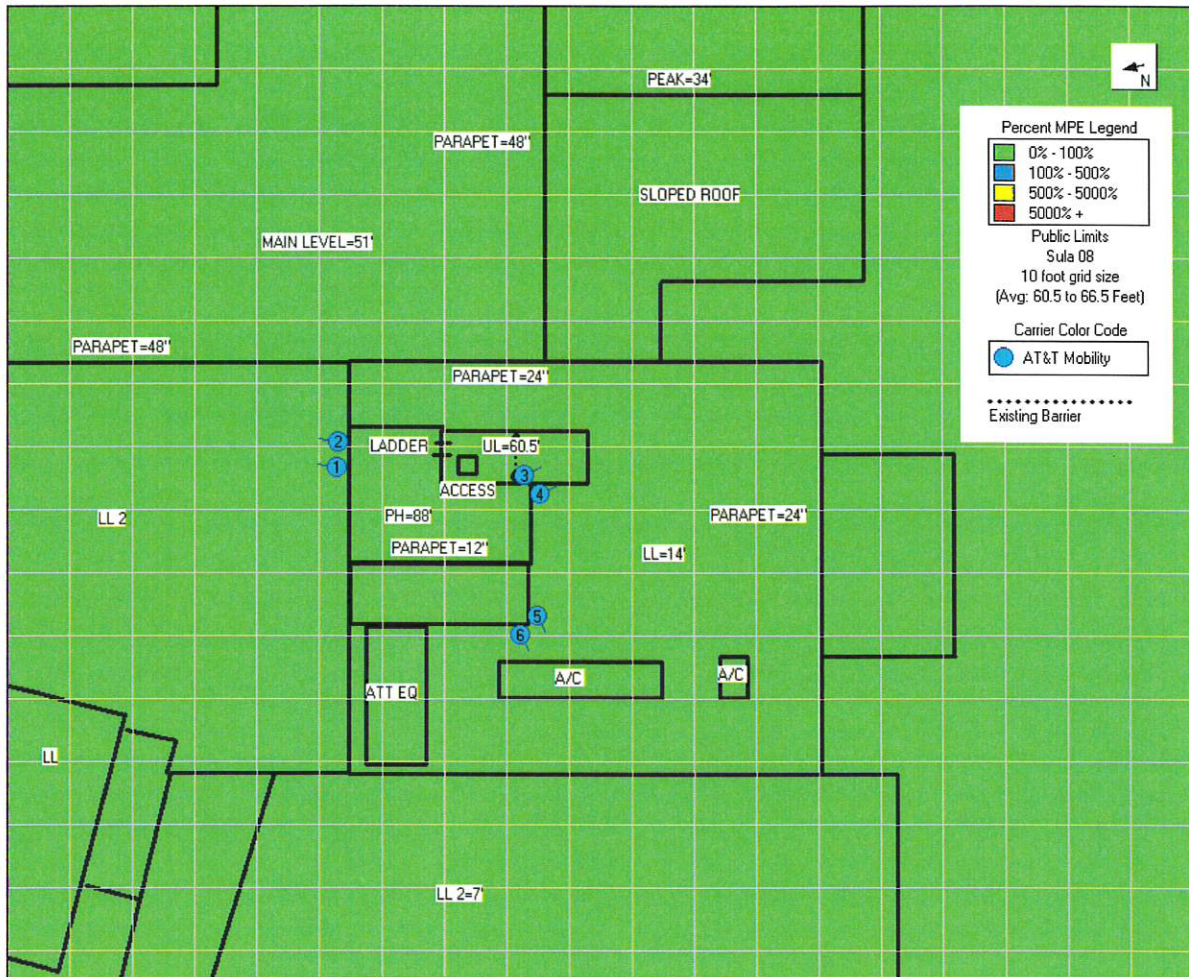 PEAK=34'
N
PARAPET=48"
Percent MPE Legend
0% - 100%
100% - 500%
500% - 5000%
5000% +
SLOPED ROOF
Public Limits
Sula 08
10 foot grid size
(Avg: 60.5 to 66.5 Feet)
MAIN LEVEL=51'
Carrier Color Code
AT&T Mobility
PARAPET=48"
PARAPET=24"
Existing Barrier
2
LADDER
UL=60.5'
1
3
ACCESS
4
LL 2
PH=88'
PARAPET=24"
PARAPET=12"
LL=14'
5
6
ATT EQ
A/C
A/C
LL
LL 2=7'